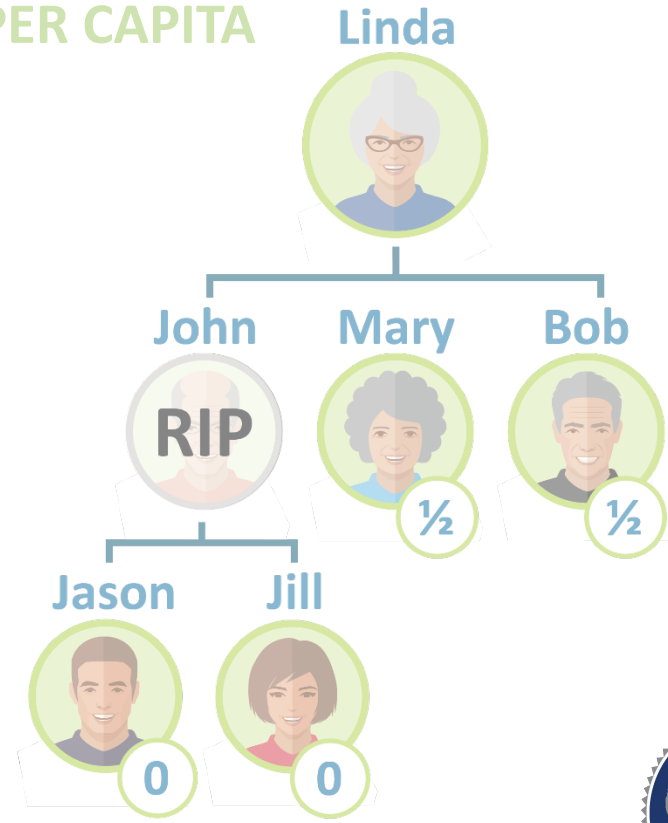 PER CAPITA
Linda
John Mary Bob
RIP
½ ½
Jason Jill
0 0